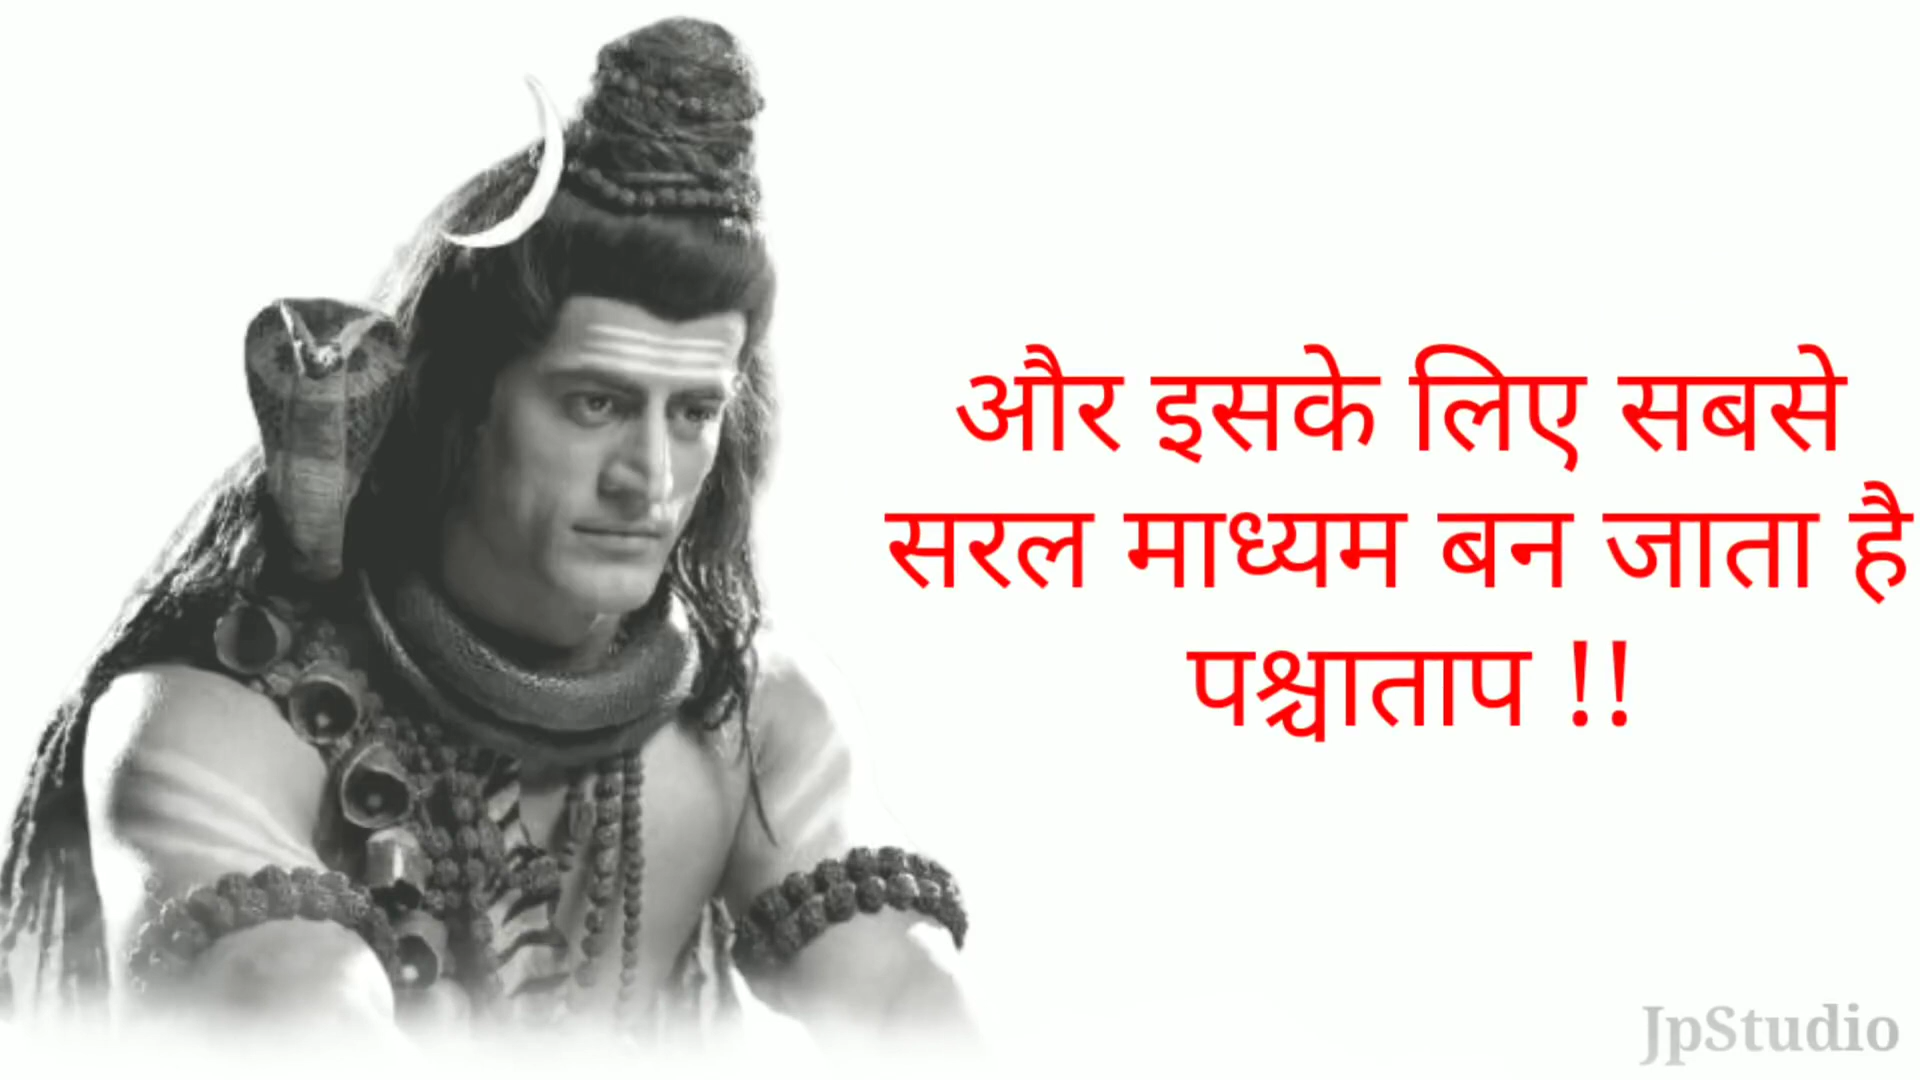 और इसके लिए सबसे
सरल माध्यम बन जाता है
पश्चाताप !!
JpStudio